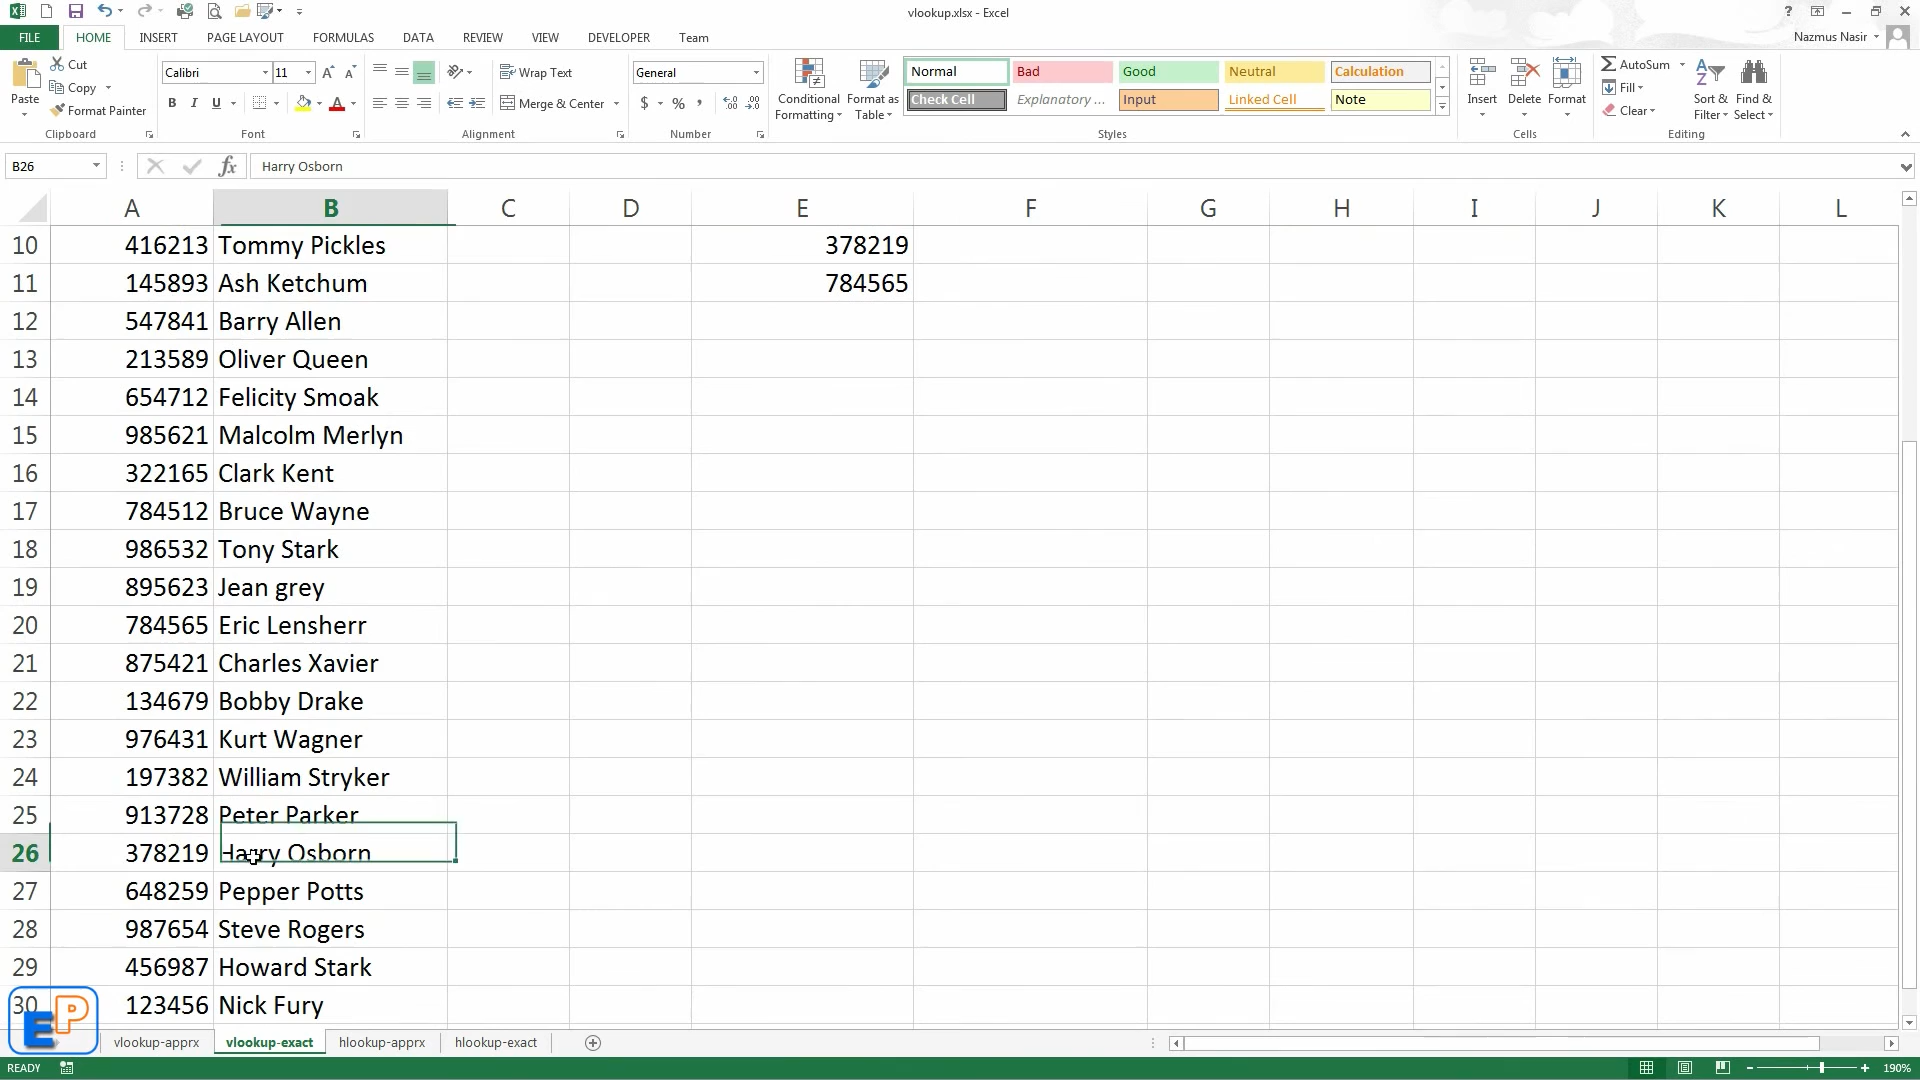 vlookup.xlsx - Excel
?
FILE HOME INSERT PAGE LAYOUT FORMULAS DATA REVIEW VIEW DEVELOPER Team
Nazmus Nasir
Paste
Cut
Copy
Format Painter
Clipboard
Calibri 11
B I U
A A A
Font
Wrap Text
Merge & Center
Alignment
General
$ % ,
Number
Conditional Formatting
Format as Table
Normal Bad Good Neutral Calculation
Check Cell Explanatory ... Input Linked Cell Note
Styles
Insert Delete Format
Cells
AutoSum
Fill
Clear
Sort & Filter
Find & Select
Editing
B26 fx Harry Osborn
A B C D E F G H I J K L
10 416213 Tommy Pickles 378219
11 145893 Ash Ketchum 784565
12 547841 Barry Allen
13 213589 Oliver Queen
14 654712 Felicity Smoak
15 985621 Malcolm Merlyn
16 322165 Clark Kent
17 784512 Bruce Wayne
18 986532 Tony Stark
19 895623 Jean grey
20 784565 Eric Lensherr
21 875421 Charles Xavier
22 134679 Bobby Drake
23 976431 Kurt Wagner
24 197382 William Stryker
25 913728 Peter Parker
26 378219 Harry Osborn
27 648259 Pepper Potts
28 987654 Steve Rogers
29 456987 Howard Stark
30 123456 Nick Fury
EP
vlookup-apprx vlookup-exact hlookup-apprx hlookup-exact
READY
190%